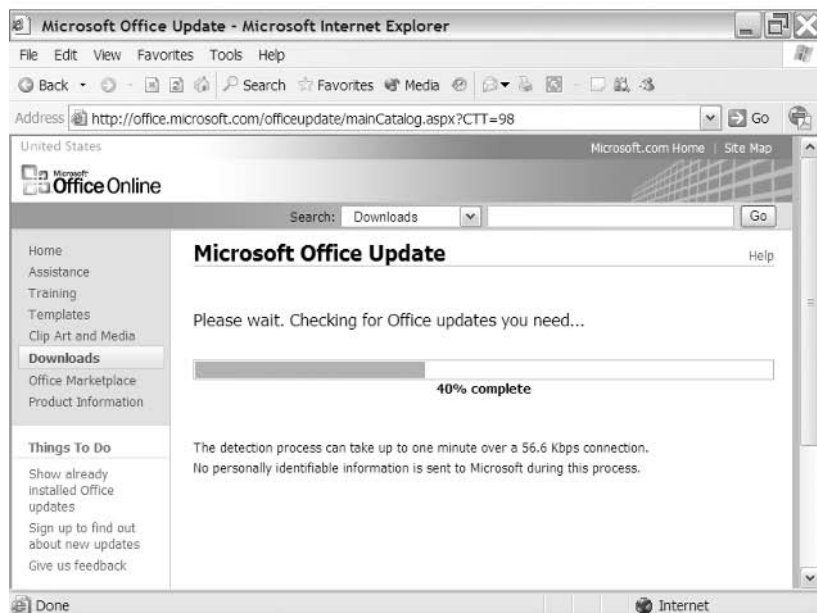 Microsoft Office Update - Microsoft Internet Explorer
File Edit View Favorites Tools Help
Back Search Favorites Media
Address http://office.microsoft.com/officeupdate/mainCatalog.aspx?CTT=98 Go
United States Microsoft.com Home | Site Map
Microsoft
Office Online
Search: Downloads Go
Home
Assistance
Training
Templates
Clip Art and Media
Downloads
Office Marketplace
Product Information
Things To Do
Show already
installed Office
updates
Sign up to find out
about new updates
Give us feedback
Microsoft Office Update Help
Please wait. Checking for Office updates you need...
40% complete
The detection process can take up to one minute over a 56.6 Kbps connection.
No personally identifiable information is sent to Microsoft during this process.
Done Internet